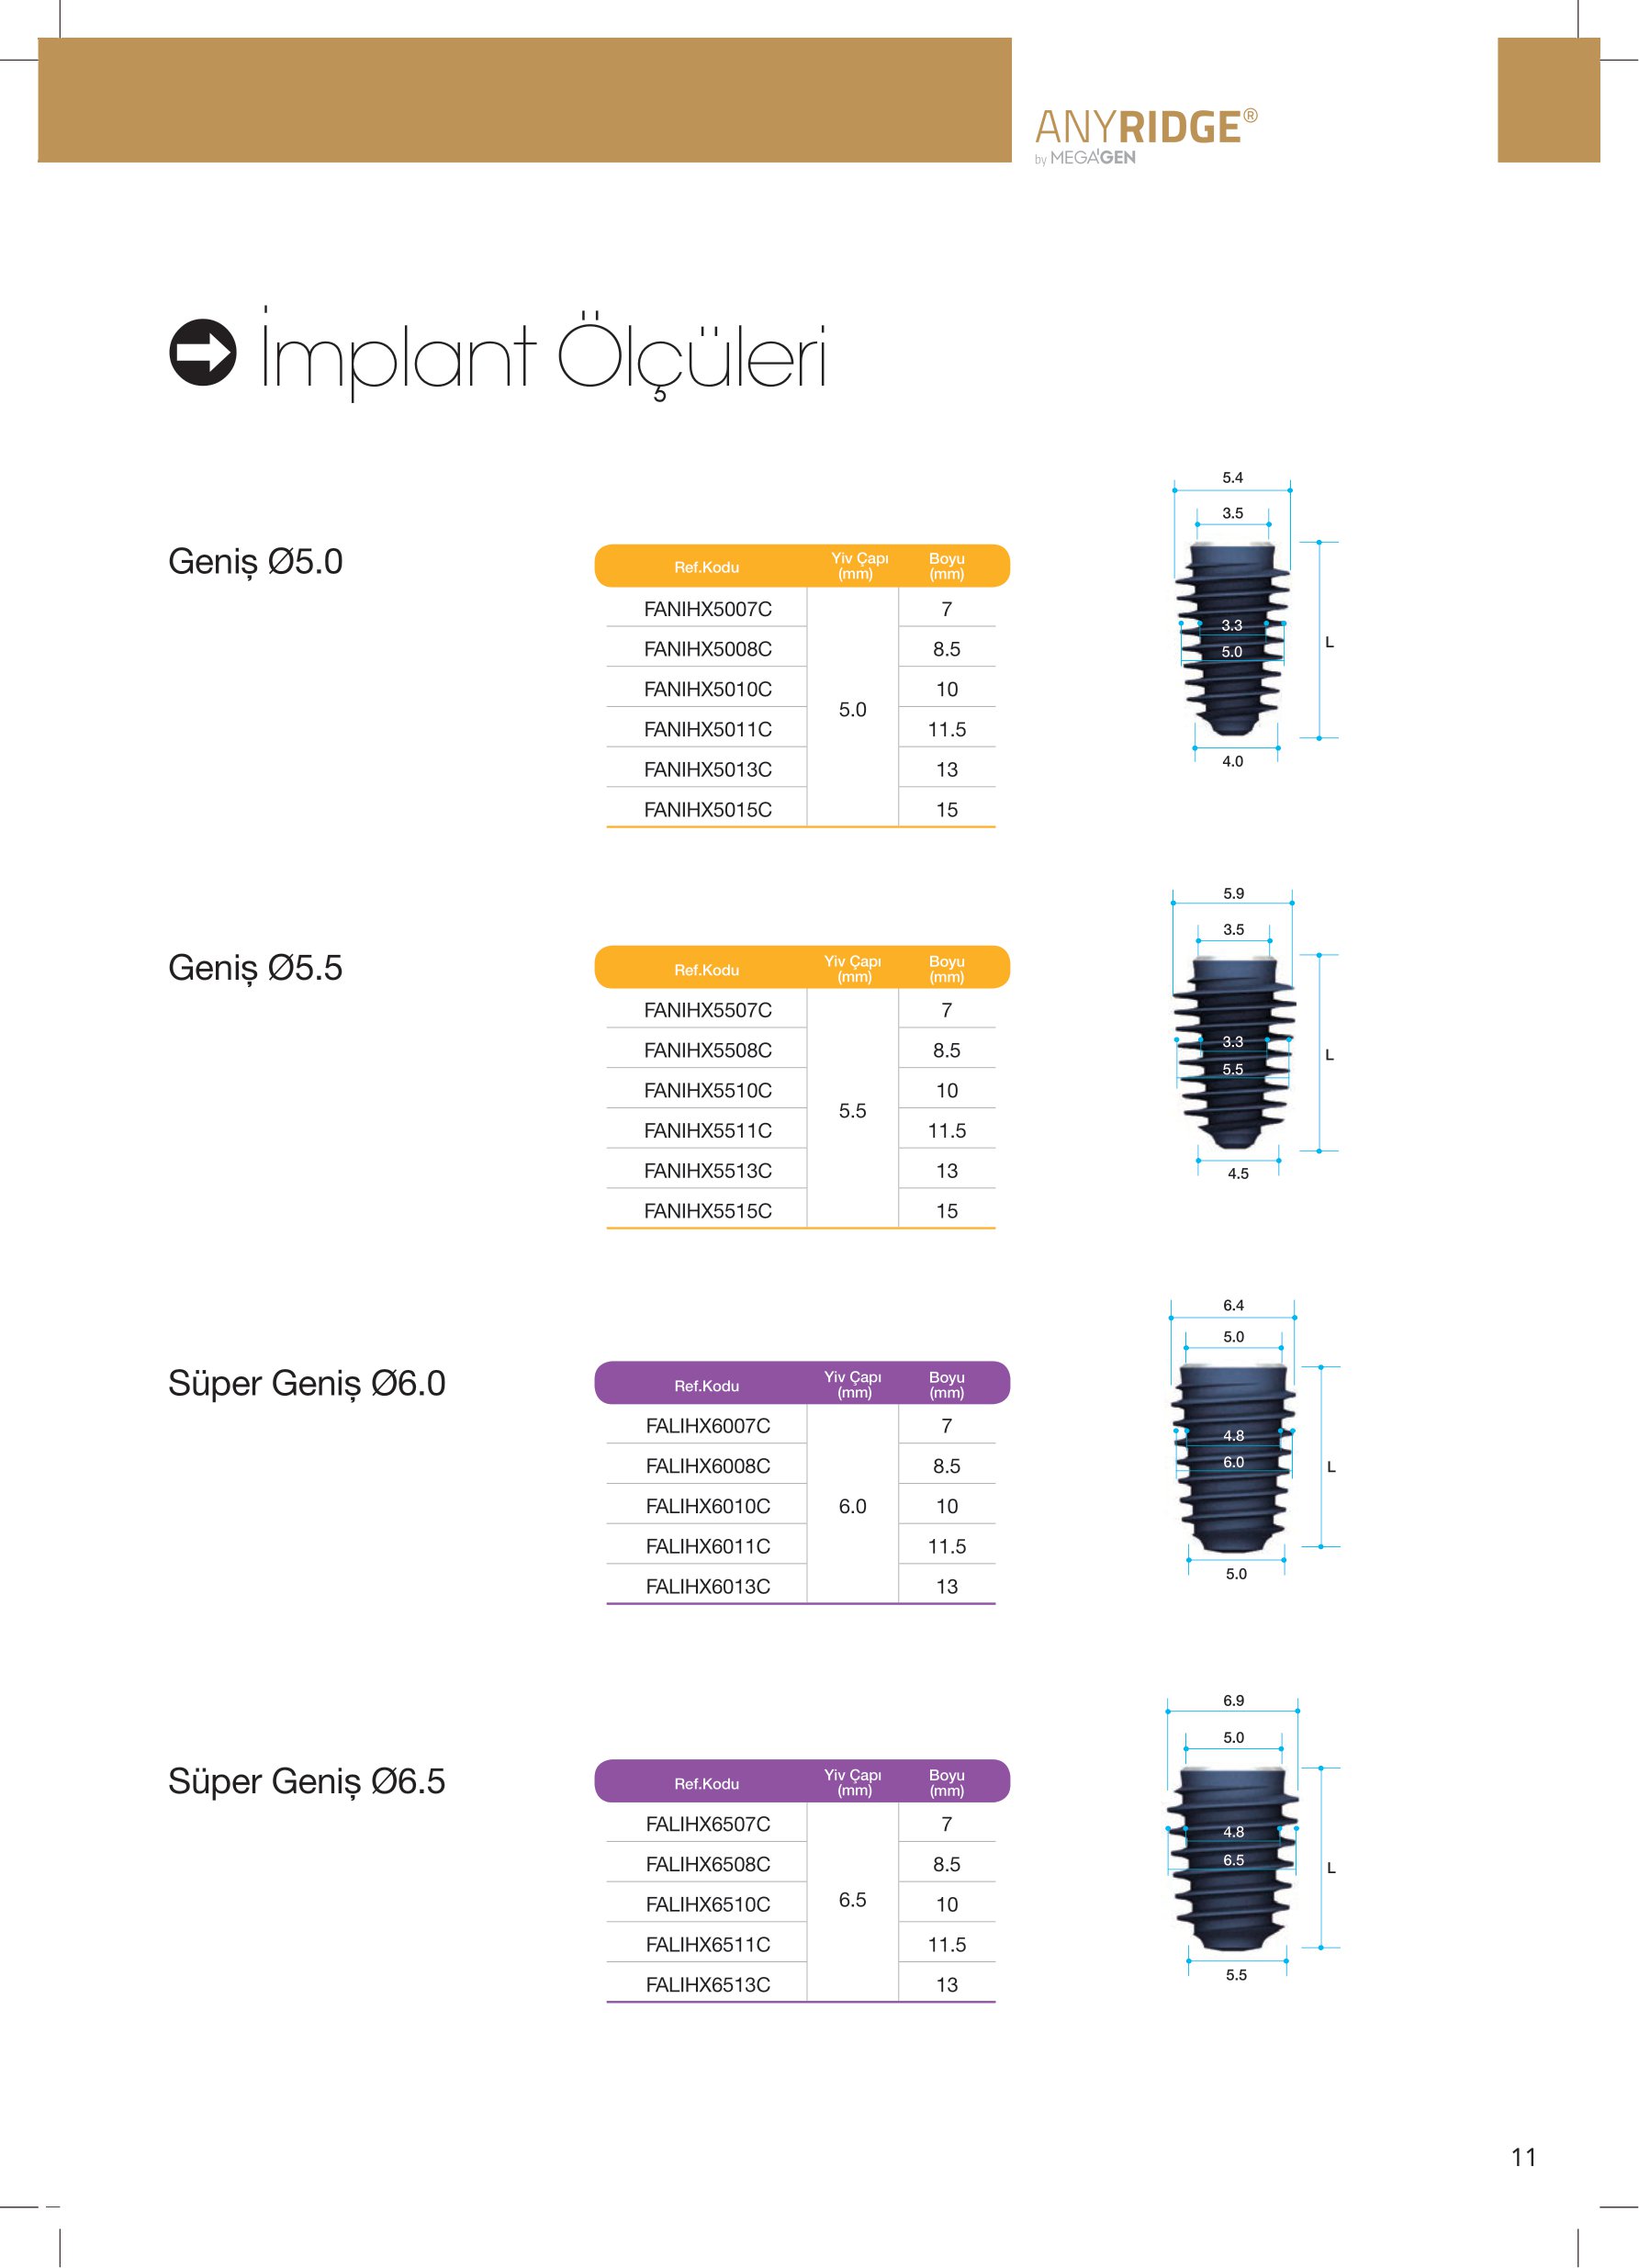 ANYRIDGE®
by MEGA'GEN
İmplant Ölçüleri
Geniş Ø5.0
Ref.Kodu Yiv Çapı (mm) Boyu (mm)
FANIHX5007C 7
FANIHX5008C 8.5
FANIHX5010C 10
5.0
FANIHX5011C 11.5
FANIHX5013C 13
FANIHX5015C 15
5.4
3.5
3.3
L
5.0
4.0
Geniş Ø5.5
Ref.Kodu Yiv Çapı (mm) Boyu (mm)
FANIHX5507C 7
FANIHX5508C 8.5
FANIHX5510C 10
5.5
FANIHX5511C 11.5
FANIHX5513C 13
FANIHX5515C 15
5.9
3.5
3.3
L
5.5
4.5
Süper Geniş Ø6.0
Ref.Kodu Yiv Çapı (mm) Boyu (mm)
FALIHX6007C 7
FALIHX6008C 8.5
FALIHX6010C 6.0 10
FALIHX6011C 11.5
FALIHX6013C 13
6.4
5.0
4.8
6.0
L
5.0
Süper Geniş Ø6.5
Ref.Kodu Yiv Çapı (mm) Boyu (mm)
FALIHX6507C 7
FALIHX6508C 8.5
FALIHX6510C 6.5 10
FALIHX6511C 11.5
FALIHX6513C 13
6.9
5.0
4.8
6.5
L
5.5
11